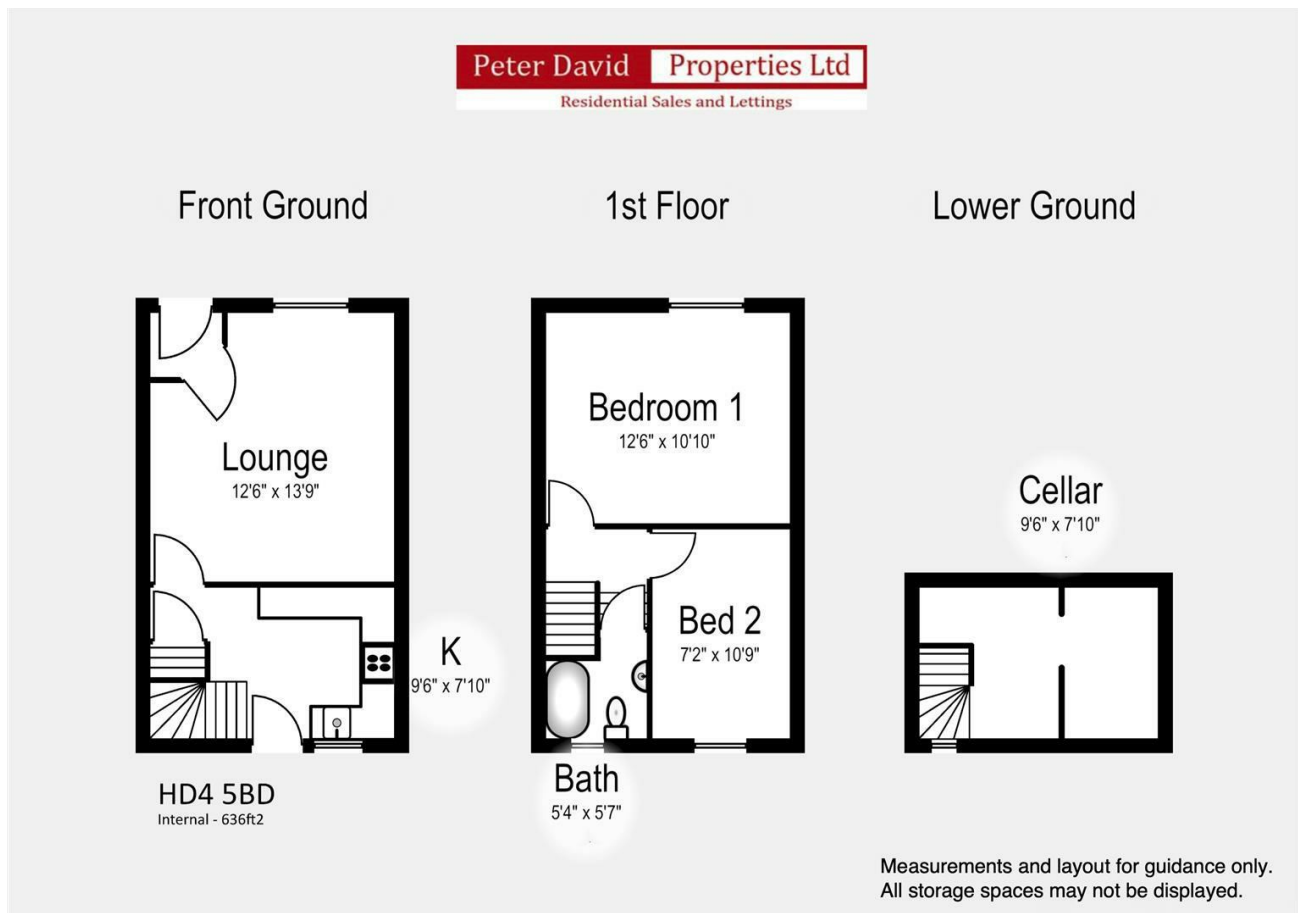 Peter David Properties Ltd
Residential Sales and Lettings
Front Ground
1st Floor
Lower Ground
Lounge
12'6" x 13'9"
K
9'6" x 7'10"
HD4 5BD
Internal - 636ft2
Bedroom 1
12'6" x 10'10"
Bed 2
7'2" x 10'9"
Bath
5'4" x 5'7"
Cellar
9'6" x 7'10"
Measurements and layout for guidance only.
All storage spaces may not be displayed.